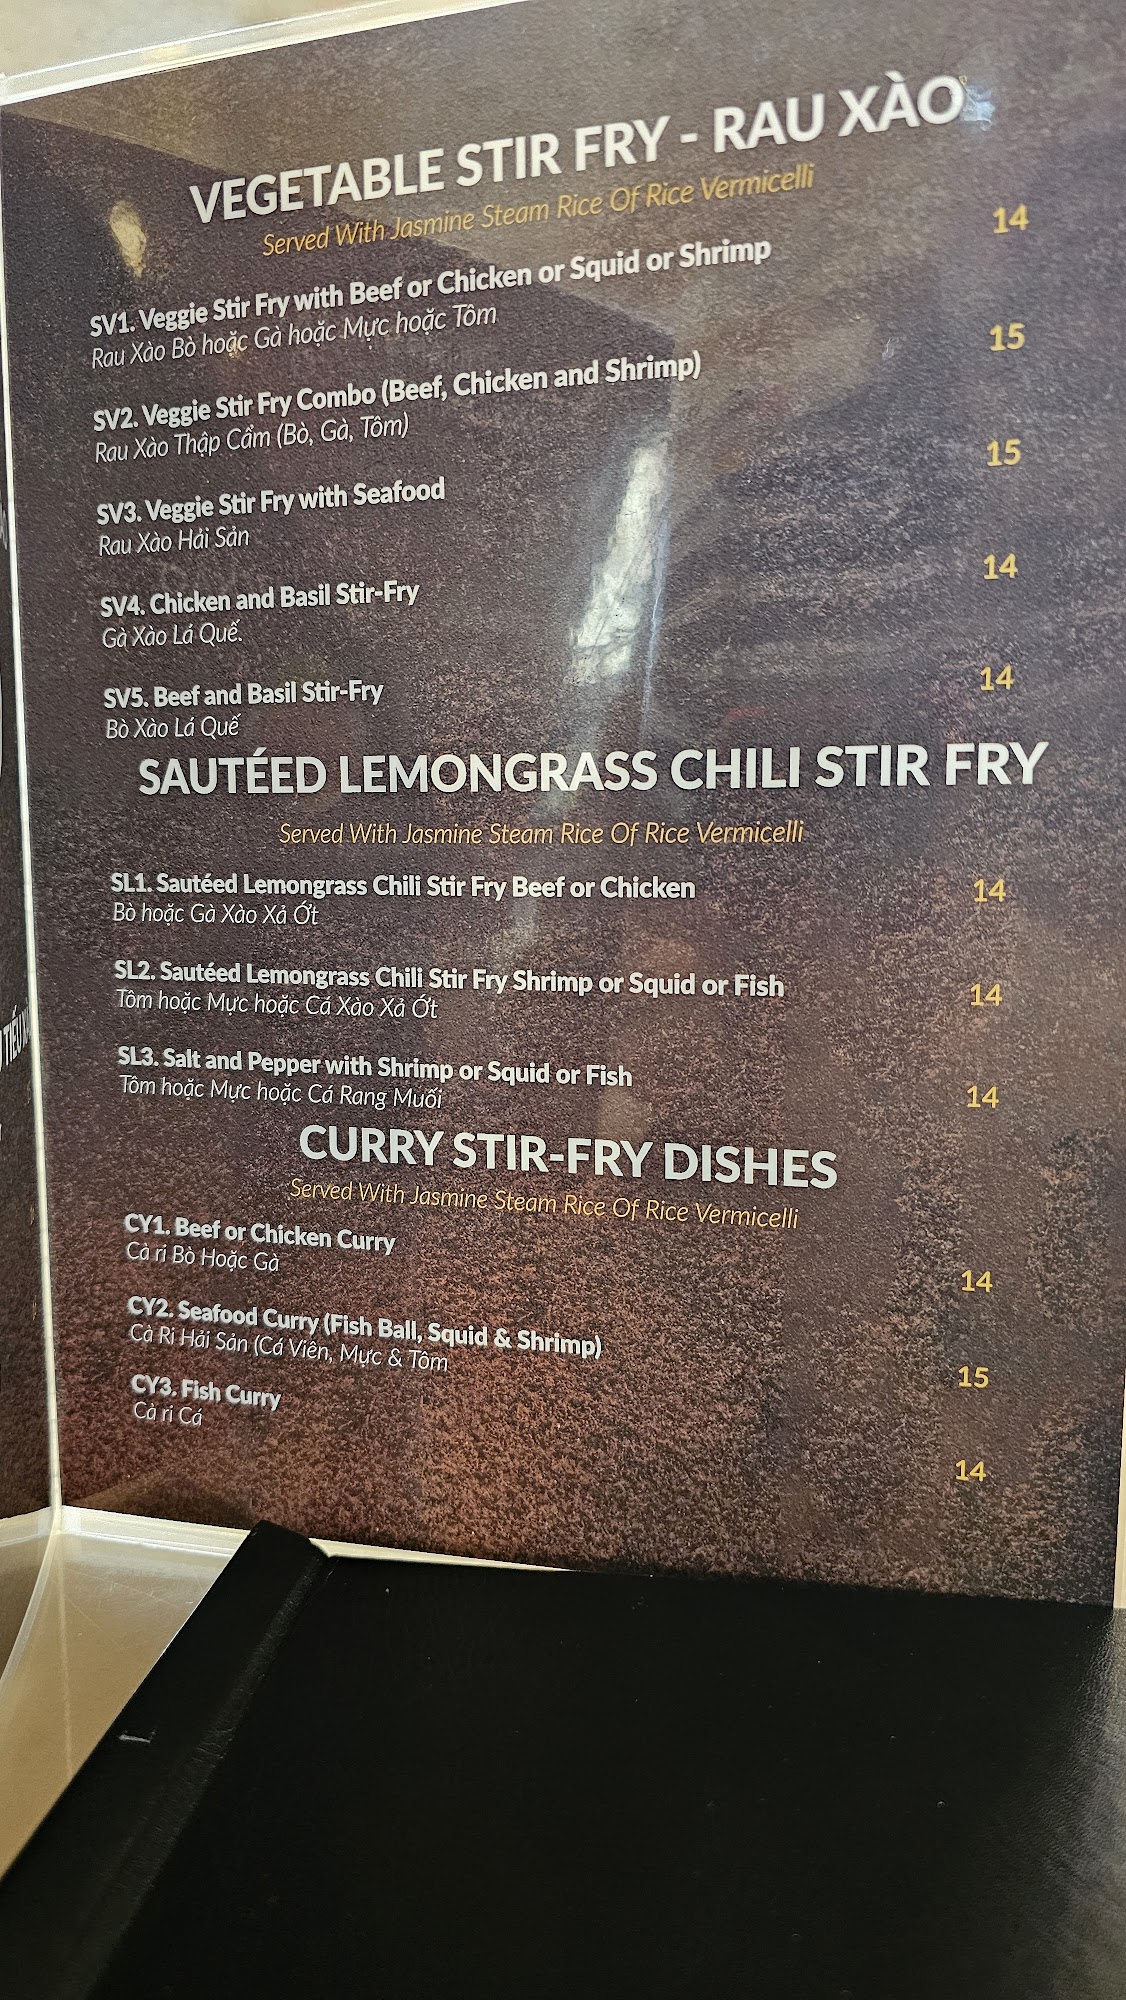 VEGETABLE STIR FRY - RAU XÀO
Served With Jasmine Steam Rice Of Rice Vermicelli
SV1. Veggie Stir Fry with Beef or Chicken or Squid or Shrimp 14
Rau Xào Bò hoặc Gà hoặc Mực hoặc Tôm
SV2. Veggie Stir Fry Combo (Beef, Chicken and Shrimp) 15
Rau Xào Thập Cẩm (Bò, Gà, Tôm)
SV3. Veggie Stir Fry with Seafood 15
Rau Xào Hải Sản
SV4. Chicken and Basil Stir-Fry 14
Gà Xào Lá Quế.
SV5. Beef and Basil Stir-Fry 14
Bò Xào Lá Quế
SAUTÉED LEMONGRASS CHILI STIR FRY
Served With Jasmine Steam Rice Of Rice Vermicelli
SL1. Sautéed Lemongrass Chili Stir Fry Beef or Chicken 14
Bò hoặc Gà Xào Xả Ớt
SL2. Sautéed Lemongrass Chili Stir Fry Shrimp or Squid or Fish 14
Tôm hoặc Mực hoặc Cá Xào Xả Ớt
SL3. Salt and Pepper with Shrimp or Squid or Fish 14
Tôm hoặc Mực hoặc Cá Rang Muối
CURRY STIR-FRY DISHES
Served With Jasmine Steam Rice Of Rice Vermicelli
CY1. Beef or Chicken Curry 14
Cà ri Bò Hoặc Gà
CY2. Seafood Curry (Fish Ball, Squid & Shrimp) 15
Cà Ri Hải Sản (Cá Viên, Mực & Tôm
CY3. Fish Curry 14
Cà ri Cá